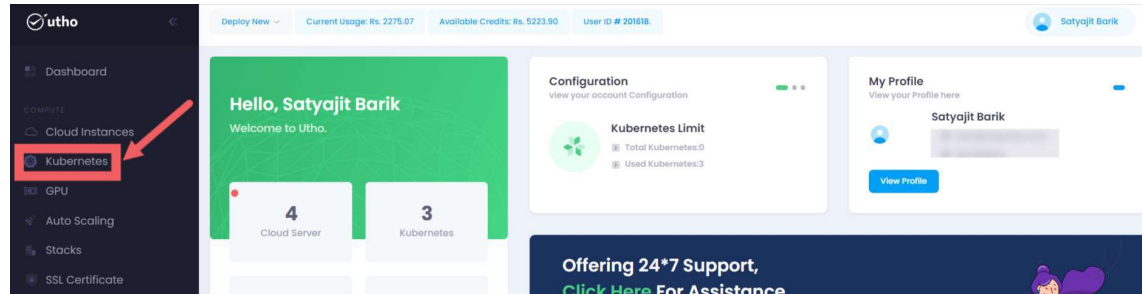 utho
Deploy New
Current Usage: Rs. 2275.07
Available Credits: Rs. 5223.90
User ID # 201618.
Satyajit Barik
Dashboard
COMPUTE
Cloud Instances
Kubernetes
GPU
Auto Scaling
Stacks
SSL Certificate
Hello, Satyajit Barik
Welcome to Utho.
4
Cloud Server
3
Kubernetes
Configuration
view your account Configuration
Kubernetes Limit
Total Kubernetes:0
Used Kubernetes:3
My Profile
View your Profile here
Satyajit Barik
View Profile
Offering 24*7 Support,
Click Here For Assistance